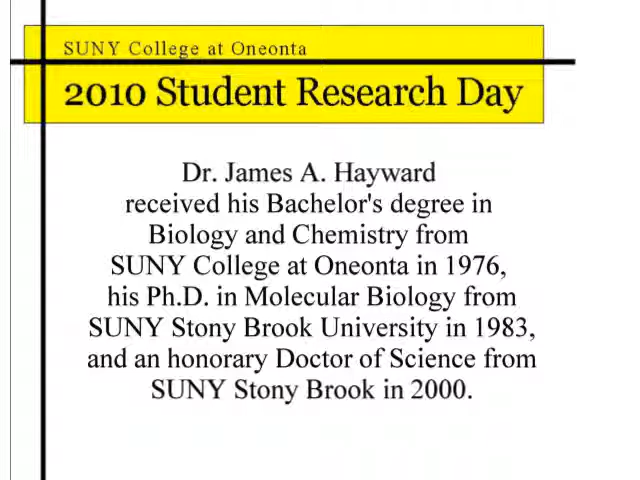 SUNY College at Oneonta
2010 Student Research Day
Dr. James A. Hayward
received his Bachelor's degree in
Biology and Chemistry from
SUNY College at Oneonta in 1976,
his Ph.D. in Molecular Biology from
SUNY Stony Brook University in 1983,
and an honorary Doctor of Science from
SUNY Stony Brook in 2000.